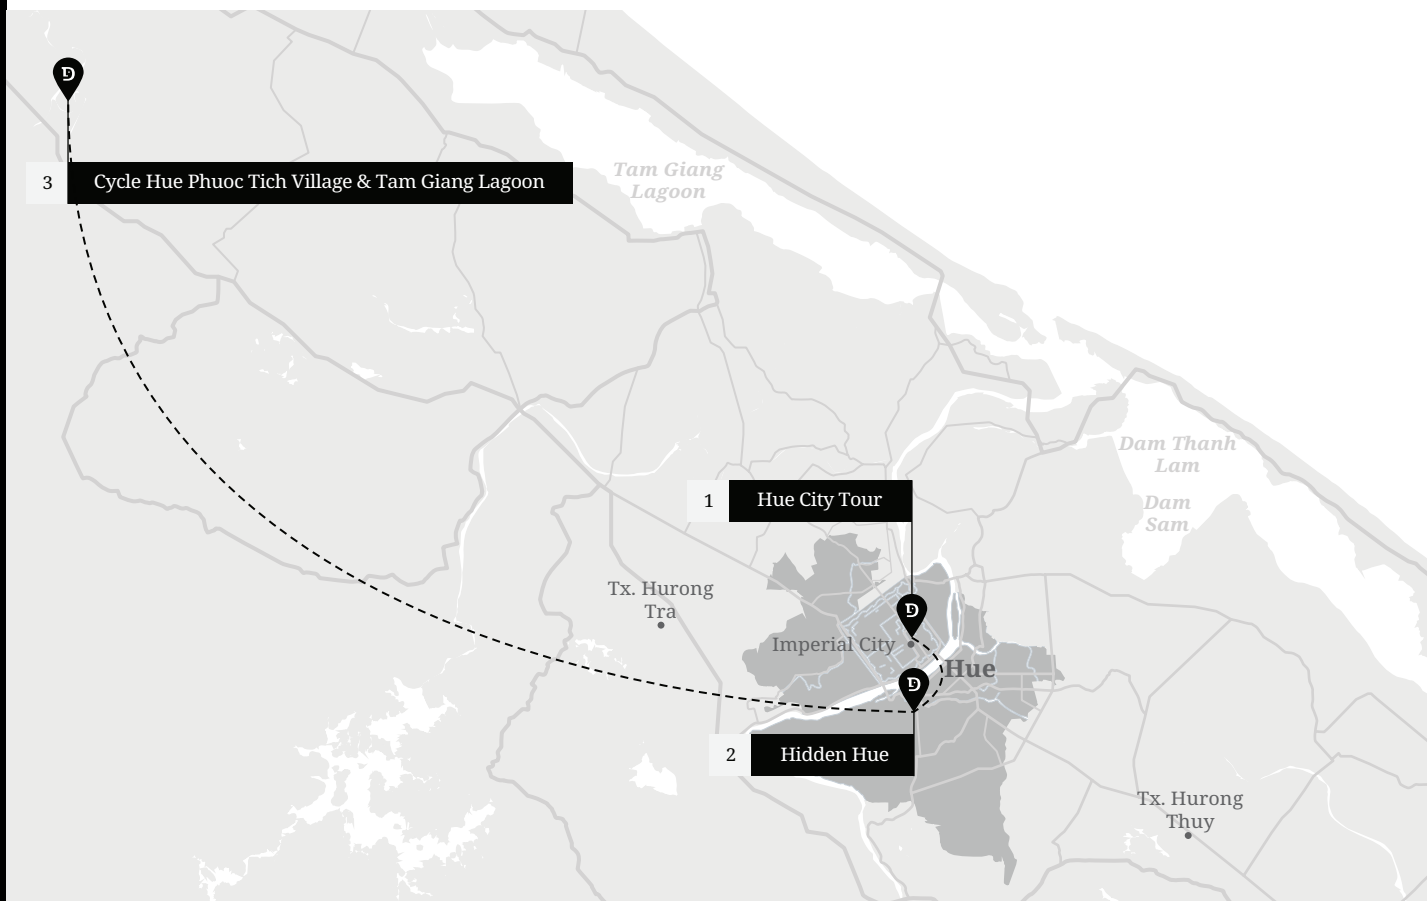 D
3
Cycle Hue Phuoc Tich Village & Tam Giang Lagoon
Tam Giang
Lagoon
Dam Thanh
Lam
Dam
Sam
1
Hue City Tour
Tx. Hurong
Tra
D
Imperial City
Hue
D
2
Hidden Hue
Tx. Hurong
Thuy